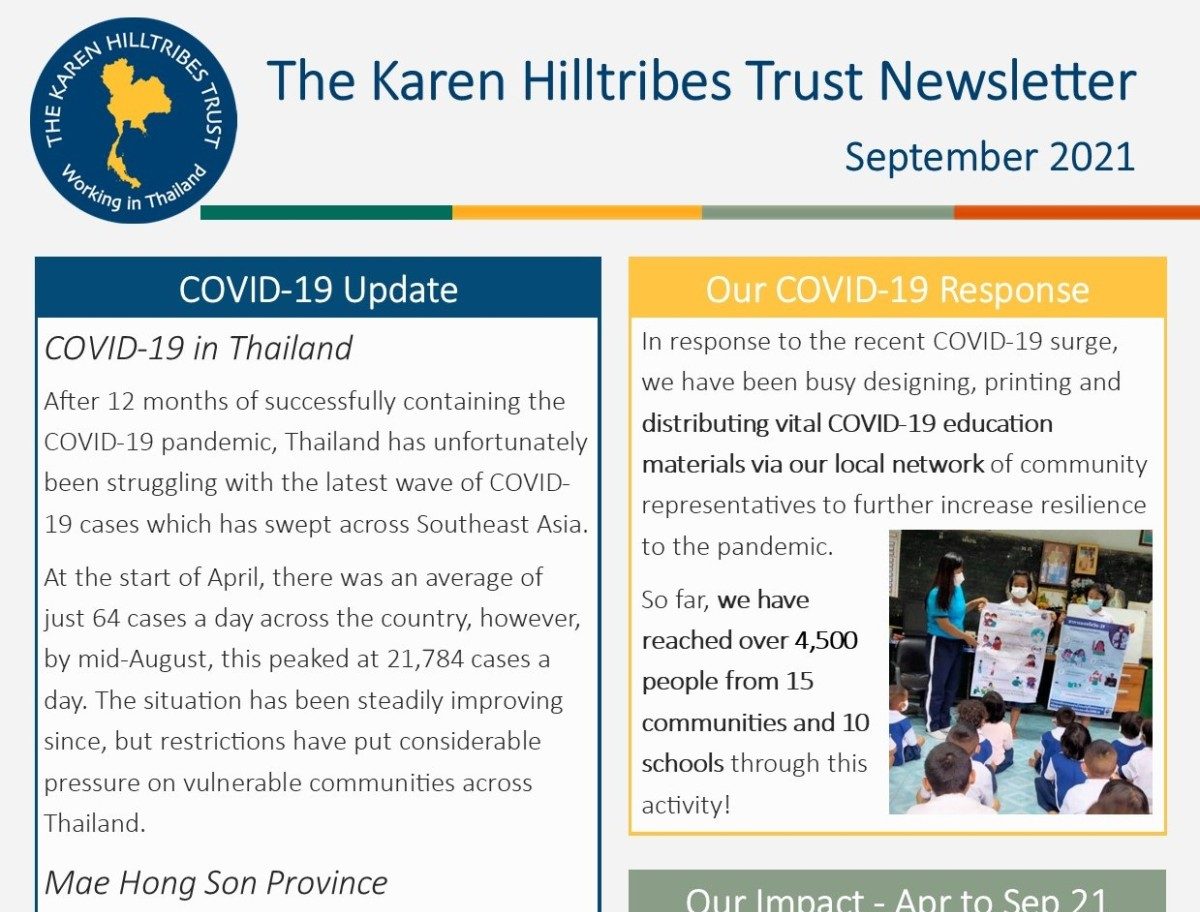 THE KAREN HILLTRIBES TRUST
Working in Thailand
The Karen Hilltribes Trust Newsletter
September 2021
COVID-19 Update
COVID-19 in Thailand
After 12 months of successfully containing the
COVID-19 pandemic, Thailand has unfortunately
been struggling with the latest wave of COVID-
19 cases which has swept across Southeast Asia.
At the start of April, there was an average of
just 64 cases a day across the country, however,
by mid-August, this peaked at 21,784 cases a
day. The situation has been steadily improving
since, but restrictions have put considerable
pressure on vulnerable communities across
Thailand.
Mae Hong Son Province
Our COVID-19 Response
In response to the recent COVID-19 surge,
we have been busy designing, printing and
distributing vital COVID-19 education
materials via our local network of community
representatives to further increase resilience
to the pandemic.
So far, we have
reached over 4,500
people from 15
communities and 10
schools through this
activity!
Our Impact - Apr to Sep 21